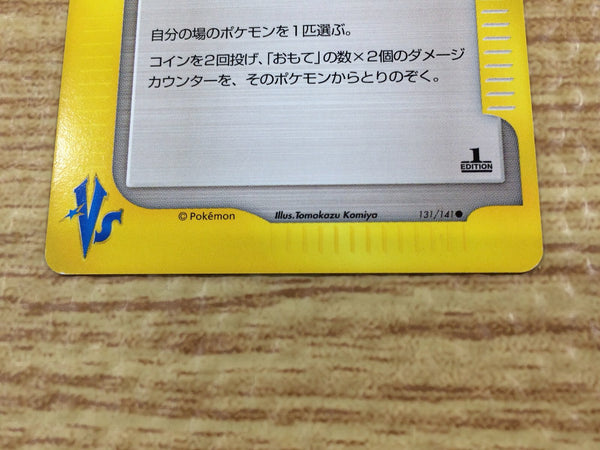 自分の場のポケモンを1匹選ぶ。
コインを2回投げ、「おもて」の数×2個のダメージ
カウンターを、そのポケモンからとりのぞく。
1
EDITION
VS
© Pokémon
Illus.Tomokazu Komiya
131/141●